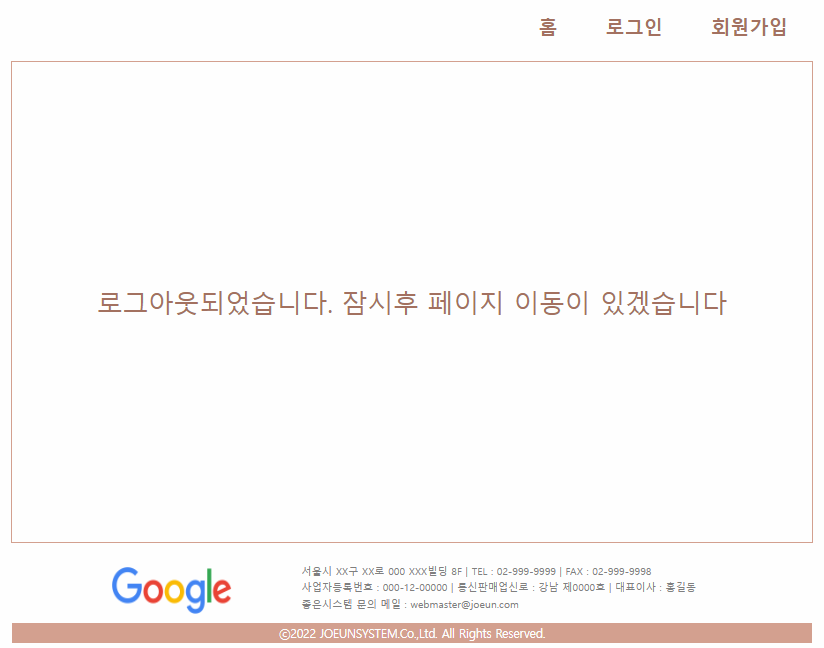 홈 로그인 회원가입
로그아웃되었습니다. 잠시후 페이지 이동이 있겠습니다
Google
서울시 XX구 XX로 000 XXX빌딩 8F | TEL : 02-999-9999 | FAX : 02-999-9998
사업자등록번호 : 000-12-00000 | 통신판매업신로 : 강남 제0000호 | 대표이사 : 홍길동
좋은시스템 문의 메일 : webmaster@joeun.com
ⓒ2022 JOEUNSYSTEM.Co.,Ltd. All Rights Reserved.